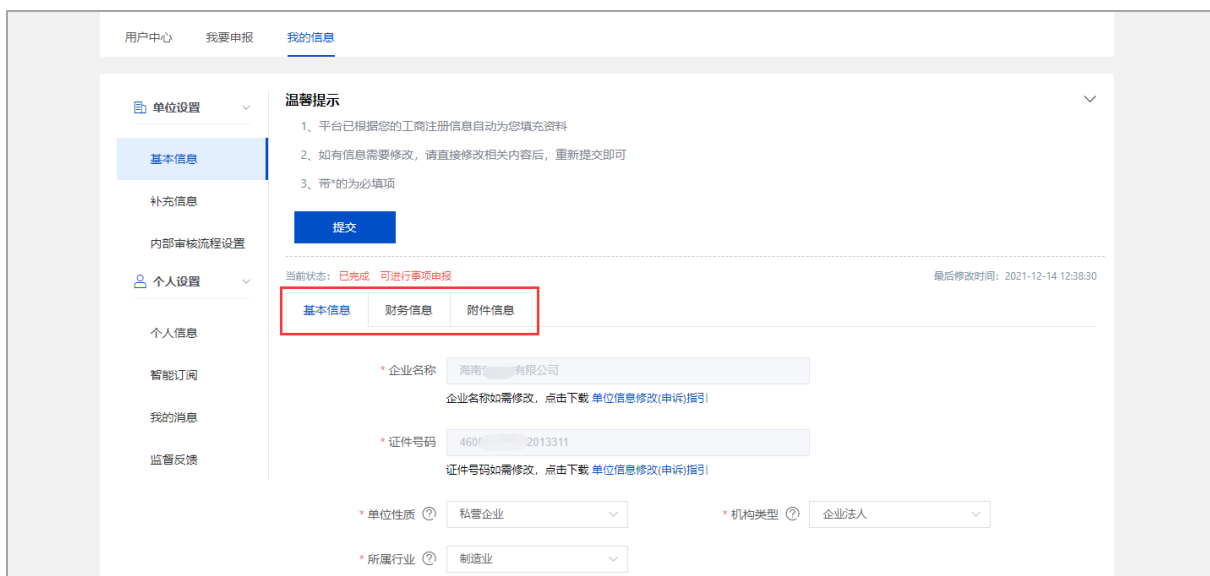 用户中心 我要申报 我的信息
单位设置
基本信息
补充信息
内部审核流程设置
个人设置
个人信息
智能订阅
我的消息
监督反馈
温馨提示
1、平台已根据您的工商注册信息自动为您填充资料
2、如有信息需要修改，请直接修改相关内容后，重新提交即可
3、带*的为必填项
提交
当前状态： 已完成 可进行事项申报 最后修改时间：2021-12-14 12:38:30
基本信息 财务信息 附件信息
* 企业名称 海南 有限公司
企业名称如需修改，点击下载 单位信息修改(申诉)指引
* 证件号码 460 2013311
证件号码如需修改，点击下载 单位信息修改(申诉)指引
* 单位性质 ? 私营企业 * 机构类型 ? 企业法人
* 所属行业 ? 制造业